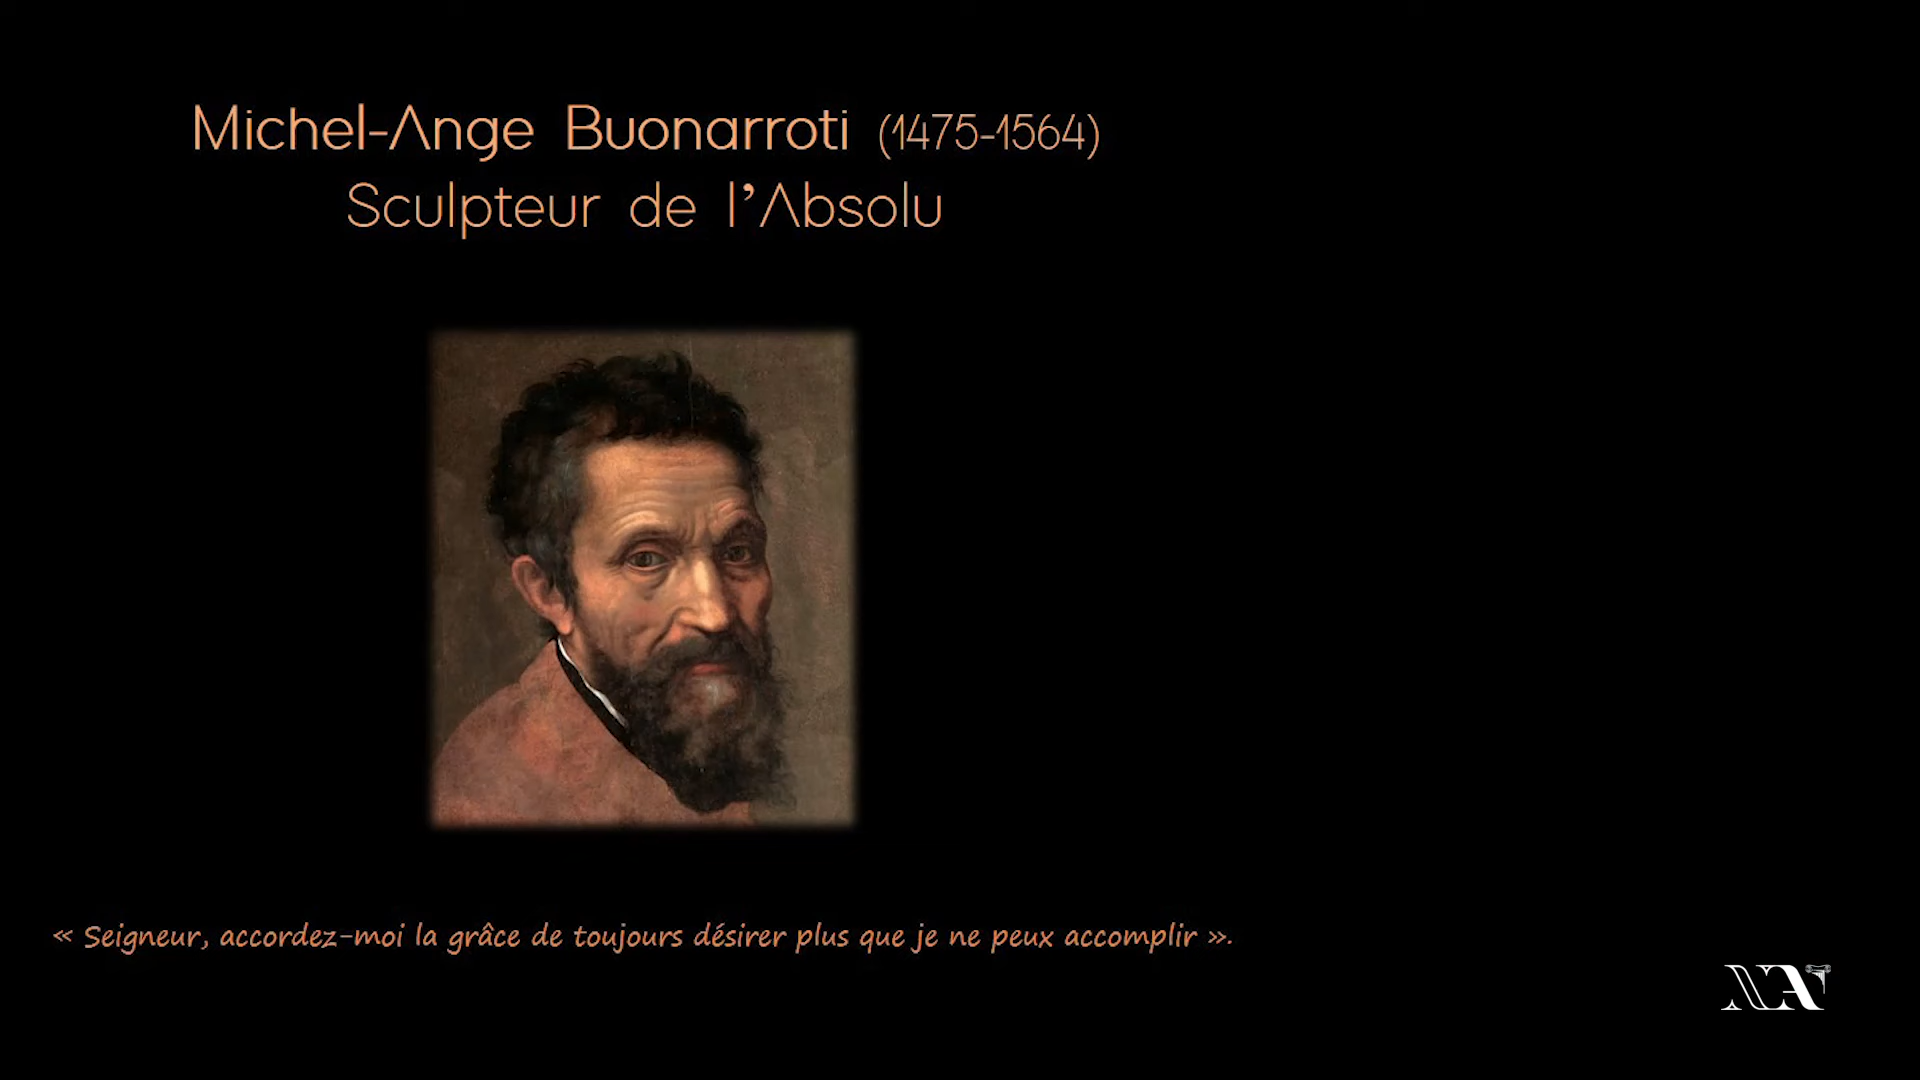 Michel-Ange Buonarroti (1475-1564)
Sculpteur de l'Absolu
« Seigneur, accordez-moi la grâce de toujours désirer plus que je ne peux accomplir ».